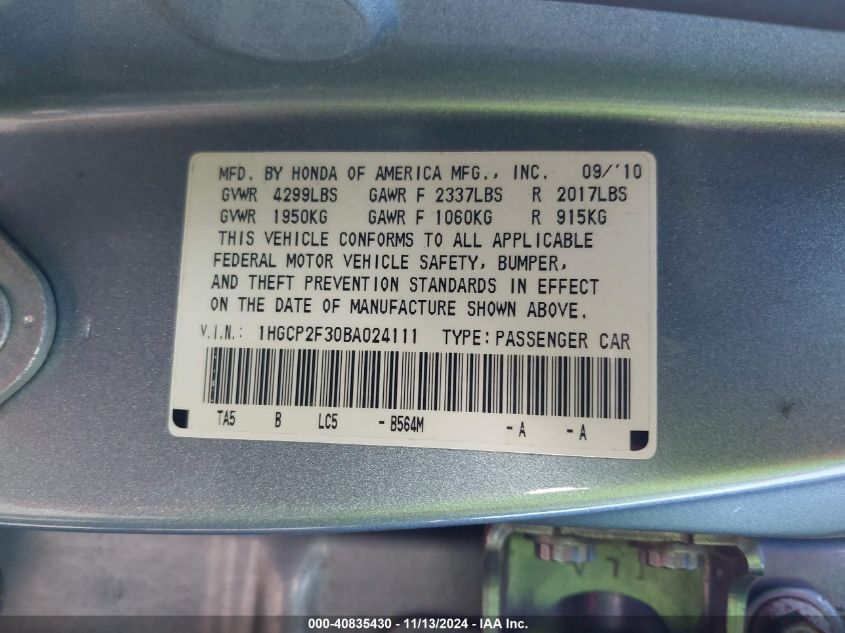 MFD. BY HONDA OF AMERICA MFG., INC. 09/'10
GVWR 4299LBS GAWR F 2337LBS R 2017LBS
GVWR 1950KG GAWR F 1060KG R 915KG
THIS VEHICLE CONFORMS TO ALL APPLICABLE
FEDERAL MOTOR VEHICLE SAFETY, BUMPER,
AND THEFT PREVENTION STANDARDS IN EFFECT
ON THE DATE OF MANUFACTURE SHOWN ABOVE.
V.I.N.: 1HGCP2F30BA024111 TYPE: PASSENGER CAR
TA5 B LC5 - B564M - A - A
000-40835430 - 11/13/2024 - IAA Inc.